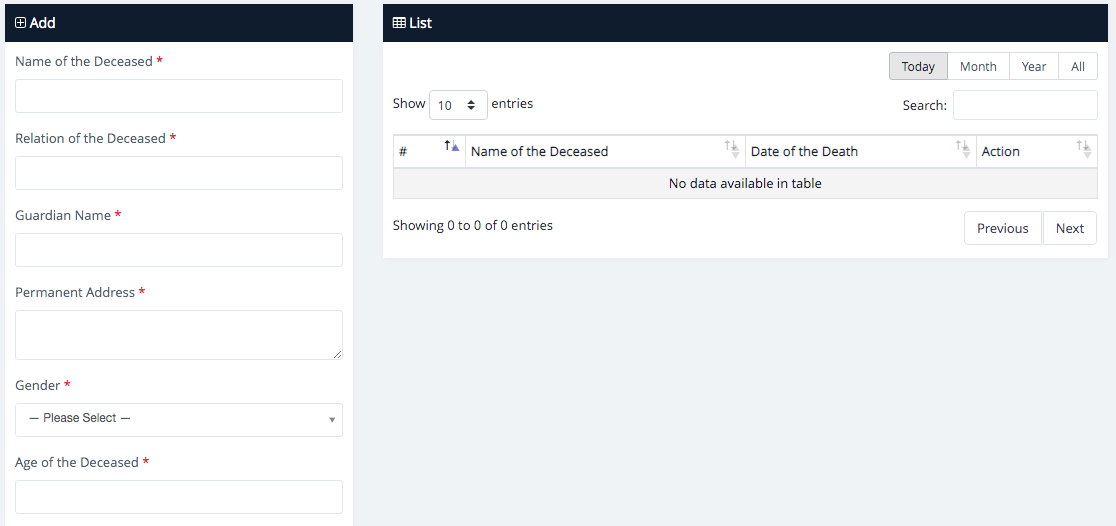 Add
Name of the Deceased *
Relation of the Deceased *
Guardian Name *
Permanent Address *
Gender *
— Please Select —
Age of the Deceased *
List
Today Month Year All
Show 10 entries Search:
# Name of the Deceased Date of the Death Action
No data available in table
Showing 0 to 0 of 0 entries Previous Next